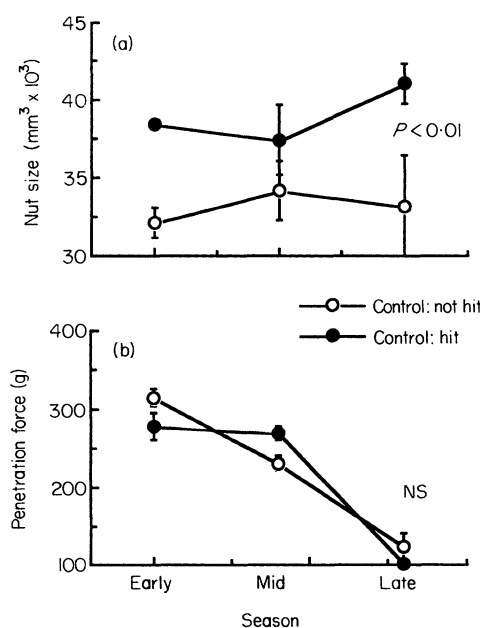 45
(a)
40
P<0·01
35
30
Nut size (mm³ x 10³)
Control: not hit
Control: hit
400
(b)
300
200
NS
100
Penetration force (g)
Early Mid Late
Season